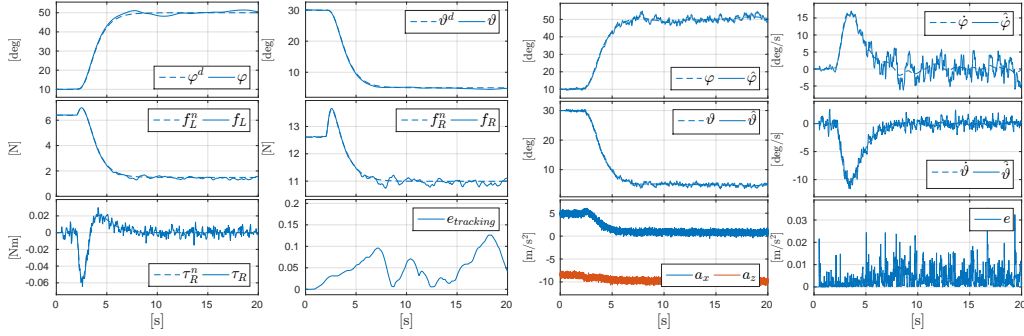 [deg] 50 40 30 20 10 φ^d φ
[N] 6 4 2 f_L^n f_L
[Nm] 0.02 0 -0.02 -0.04 -0.06 τ_R^n τ_R
0 5 10 15 20
[s]
[deg] 30 20 10 ϑ^d ϑ
[N] 13 12 11 f_R^n f_R
0.2 0.15 0.1 0.05 0 e_tracking
0 5 10 15 20
[s]
[deg] 50 40 30 20 10 φ φ̂
[deg] 30 20 10 0 ϑ ϑ̂
[m/s²] 5 0 -5 -10 a_x a_z
0 5 10 15 20
[s]
[deg/s] 15 10 5 0 -5 φ̇ φ̇̂
[deg/s] 0 -5 -10 -15 ϑ̇ ϑ̇̂
[m/s²] 0.03 0.02 0.01 0 e
0 5 10 15 20
[s]